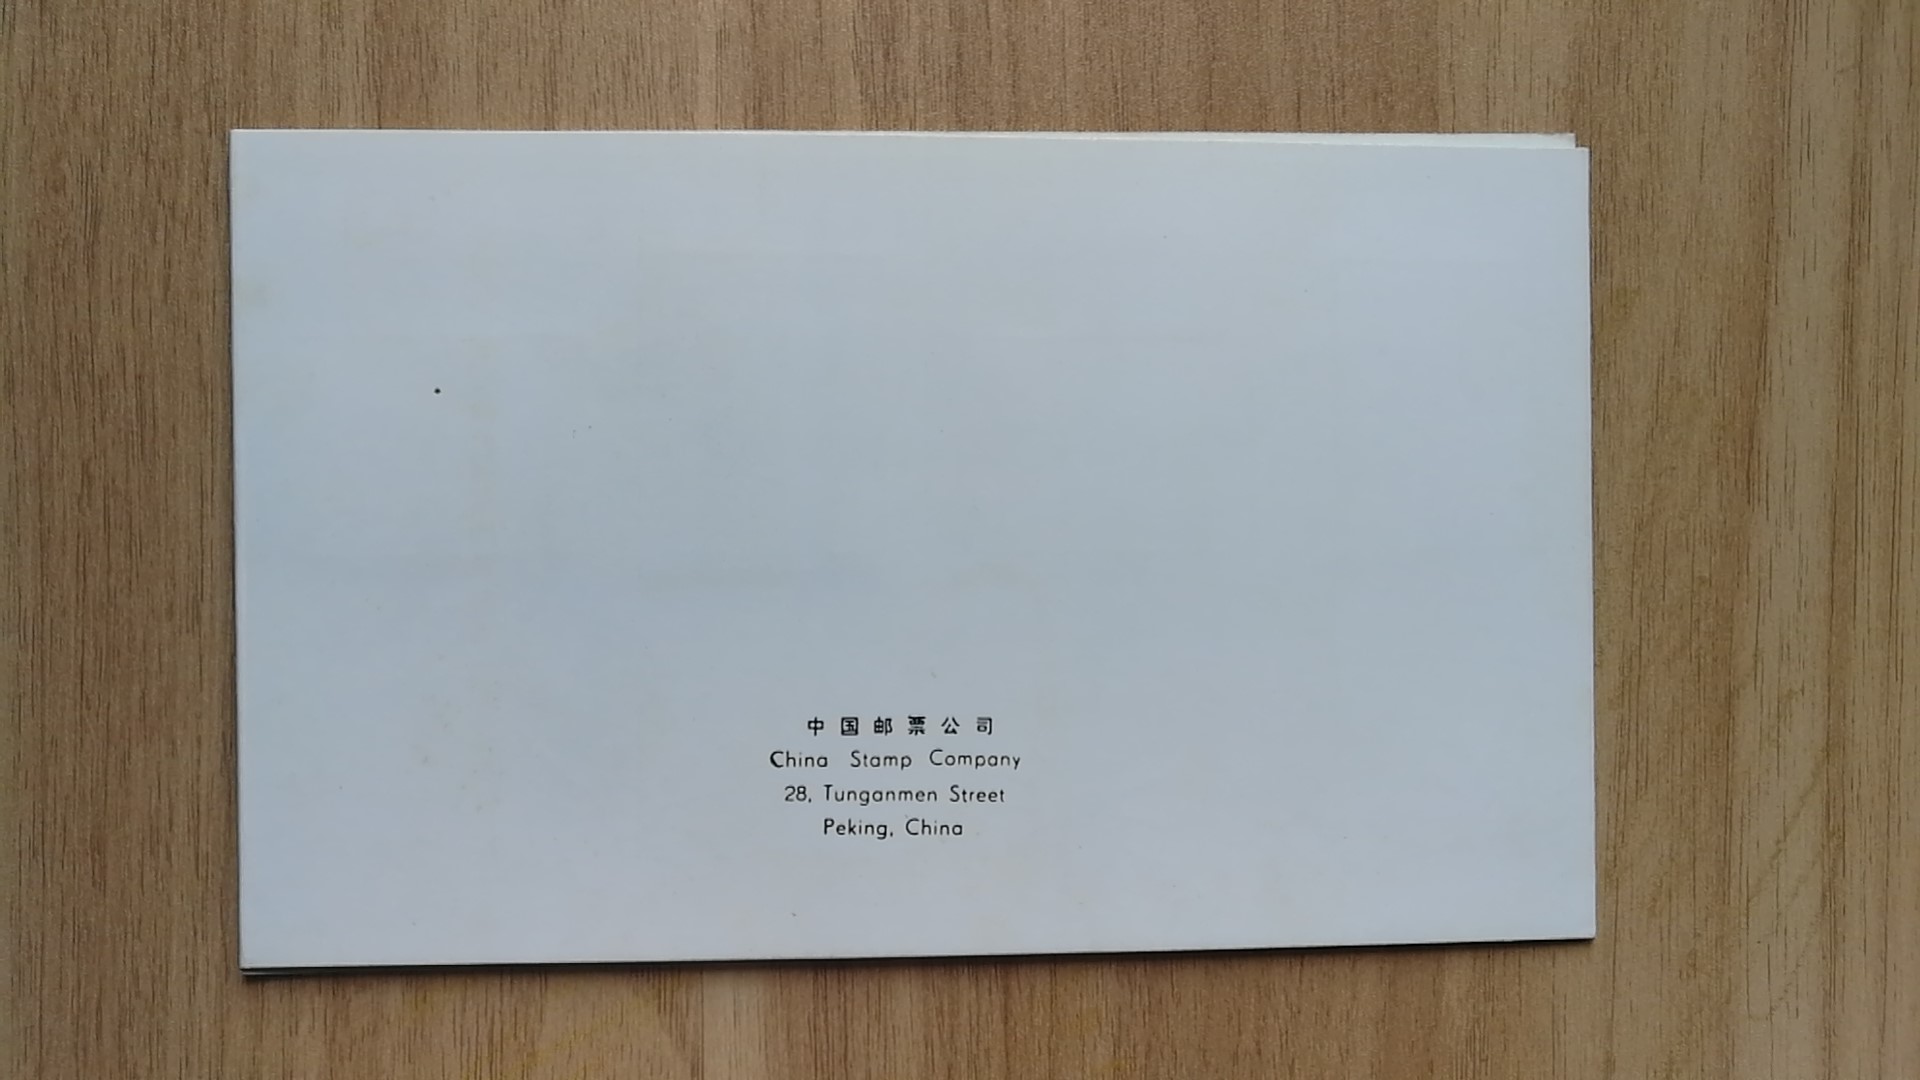 中国邮票公司
China Stamp Company
28, Tunganmen Street
Peking, China